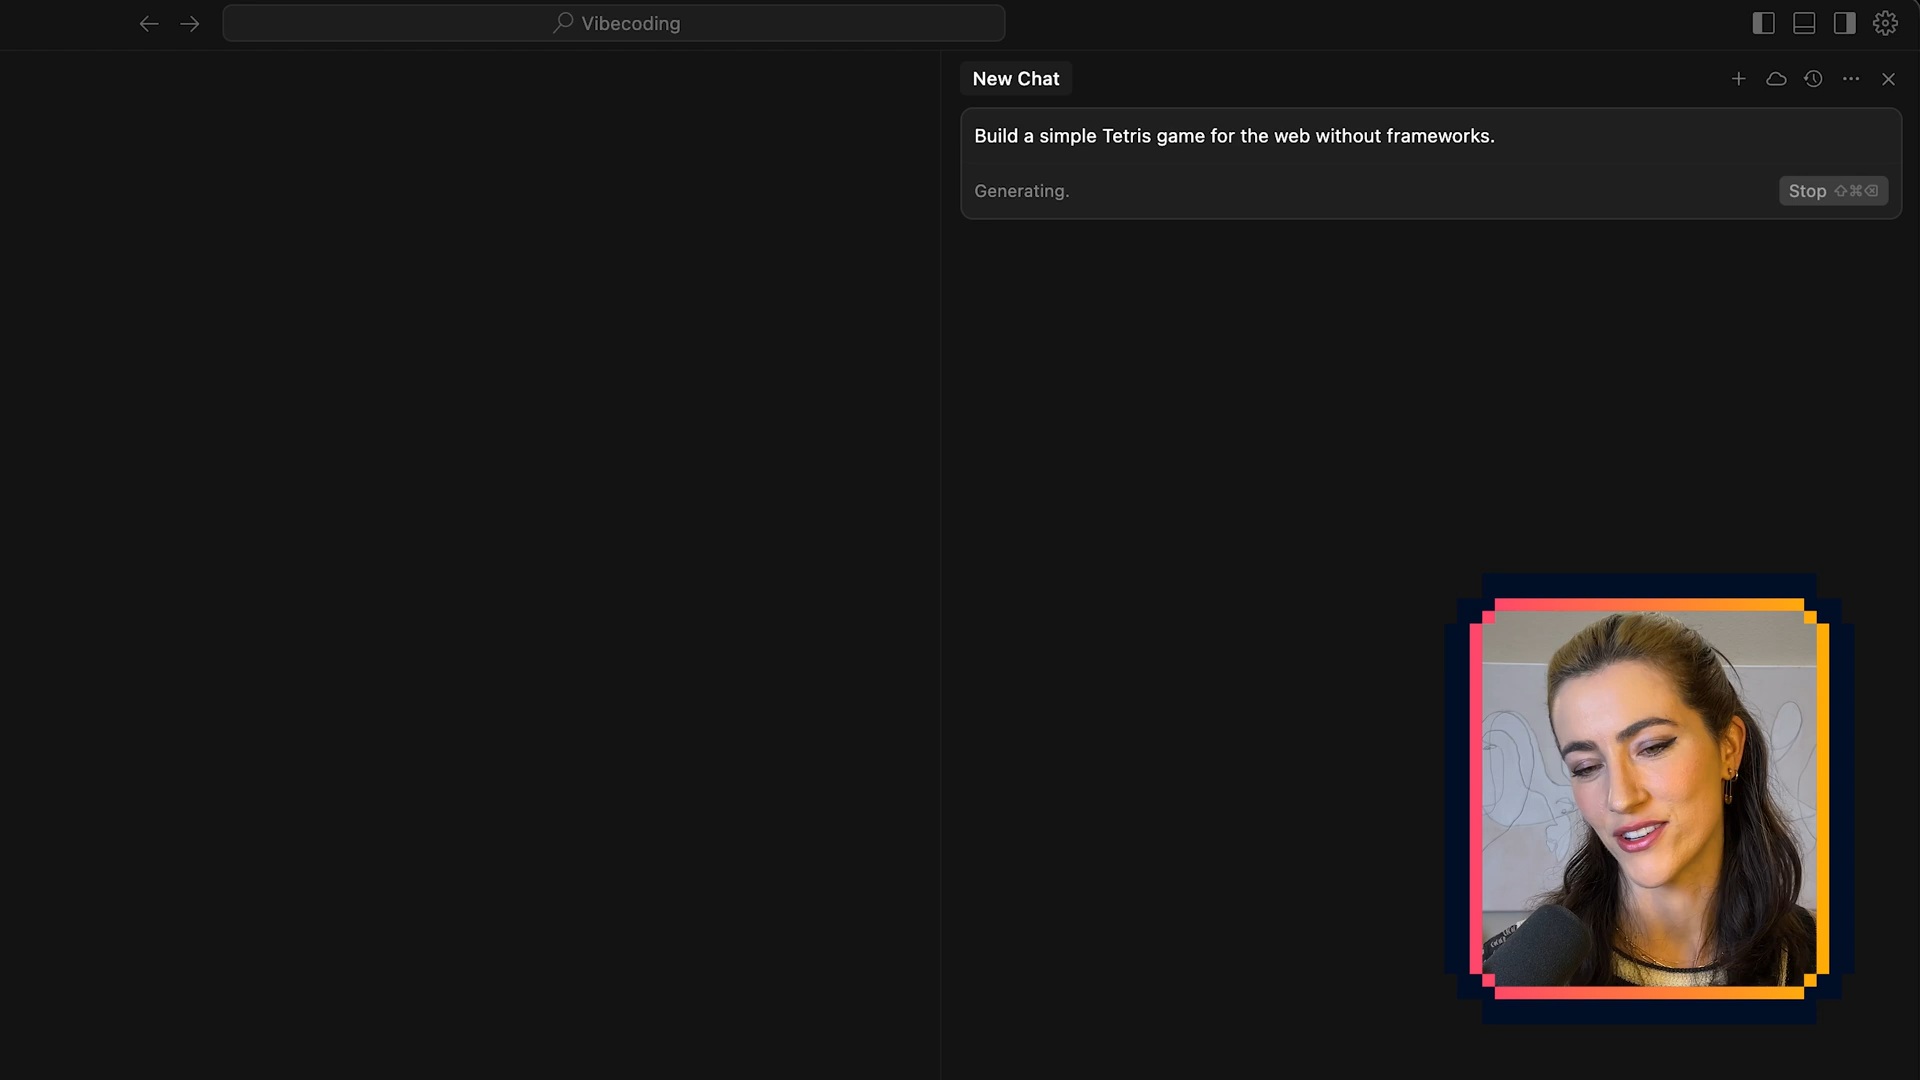 Vibecoding
New Chat
Build a simple Tetris game for the web without frameworks.
Generating.
Stop ⇧⌘⌫